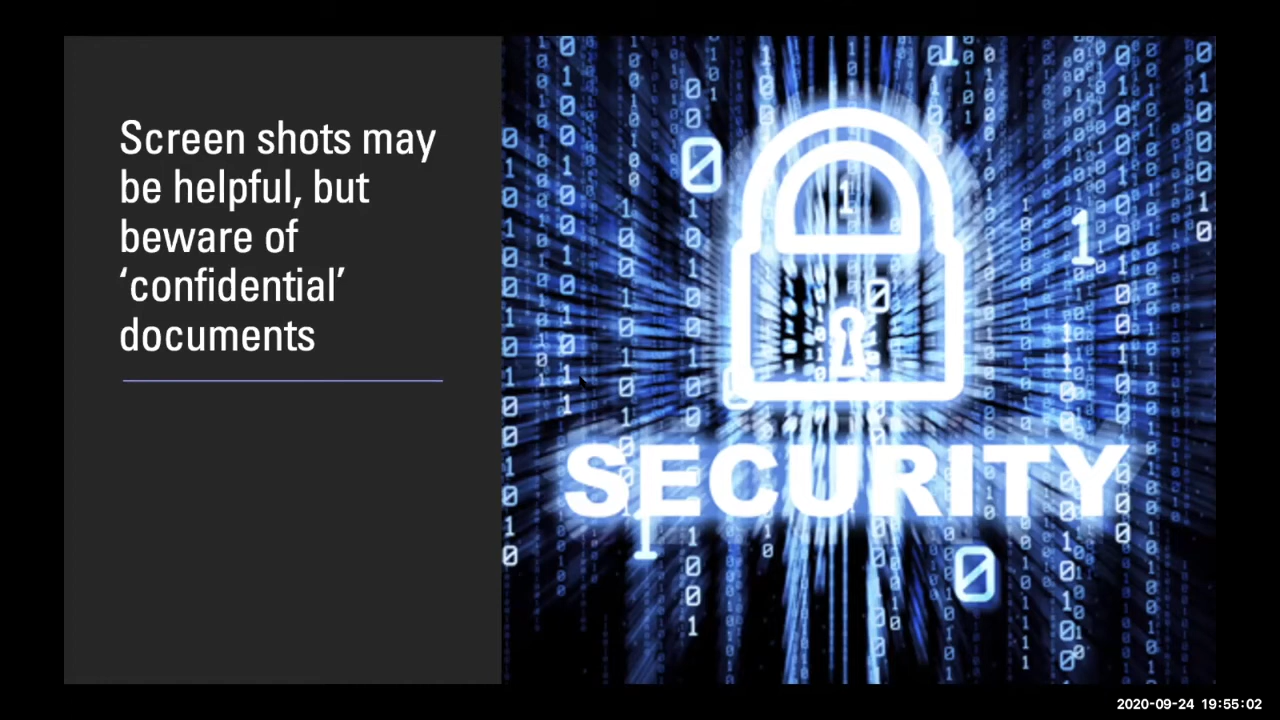 Screen shots may
be helpful, but
beware of
‘confidential’
documents
SECURITY
2020-09-24 19:55:02